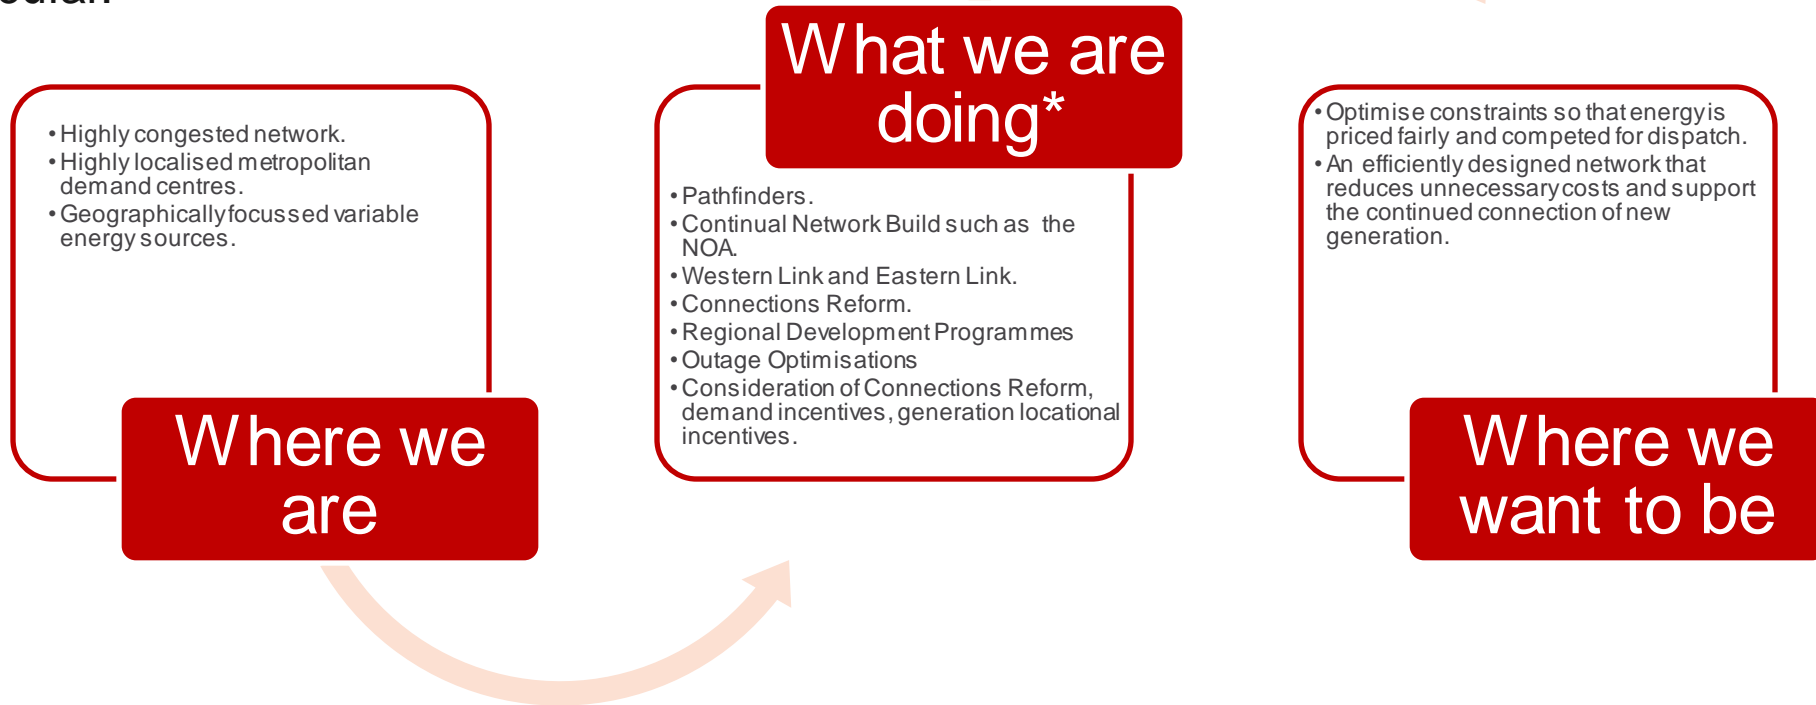 Where we
are
• Highly congested network.
• Highly localised metropolitan
demand centres.
• Geographically focussed variable
energy sources.
What we are
doing*
• Pathfinders.
• Continual Network Build such as the
NOA.
• Western Link and Eastern Link.
• Connections Reform.
• Regional Development Programmes
• Outage Optimisations
• Consideration of Connections Reform,
demand incentives, generation locational
incentives.
Where we
want to be
• Optimise constraints so that energy is
priced fairly and competed for dispatch.
• An efficiently designed network that
reduces unnecessary costs and support
the continued connection of new
generation.